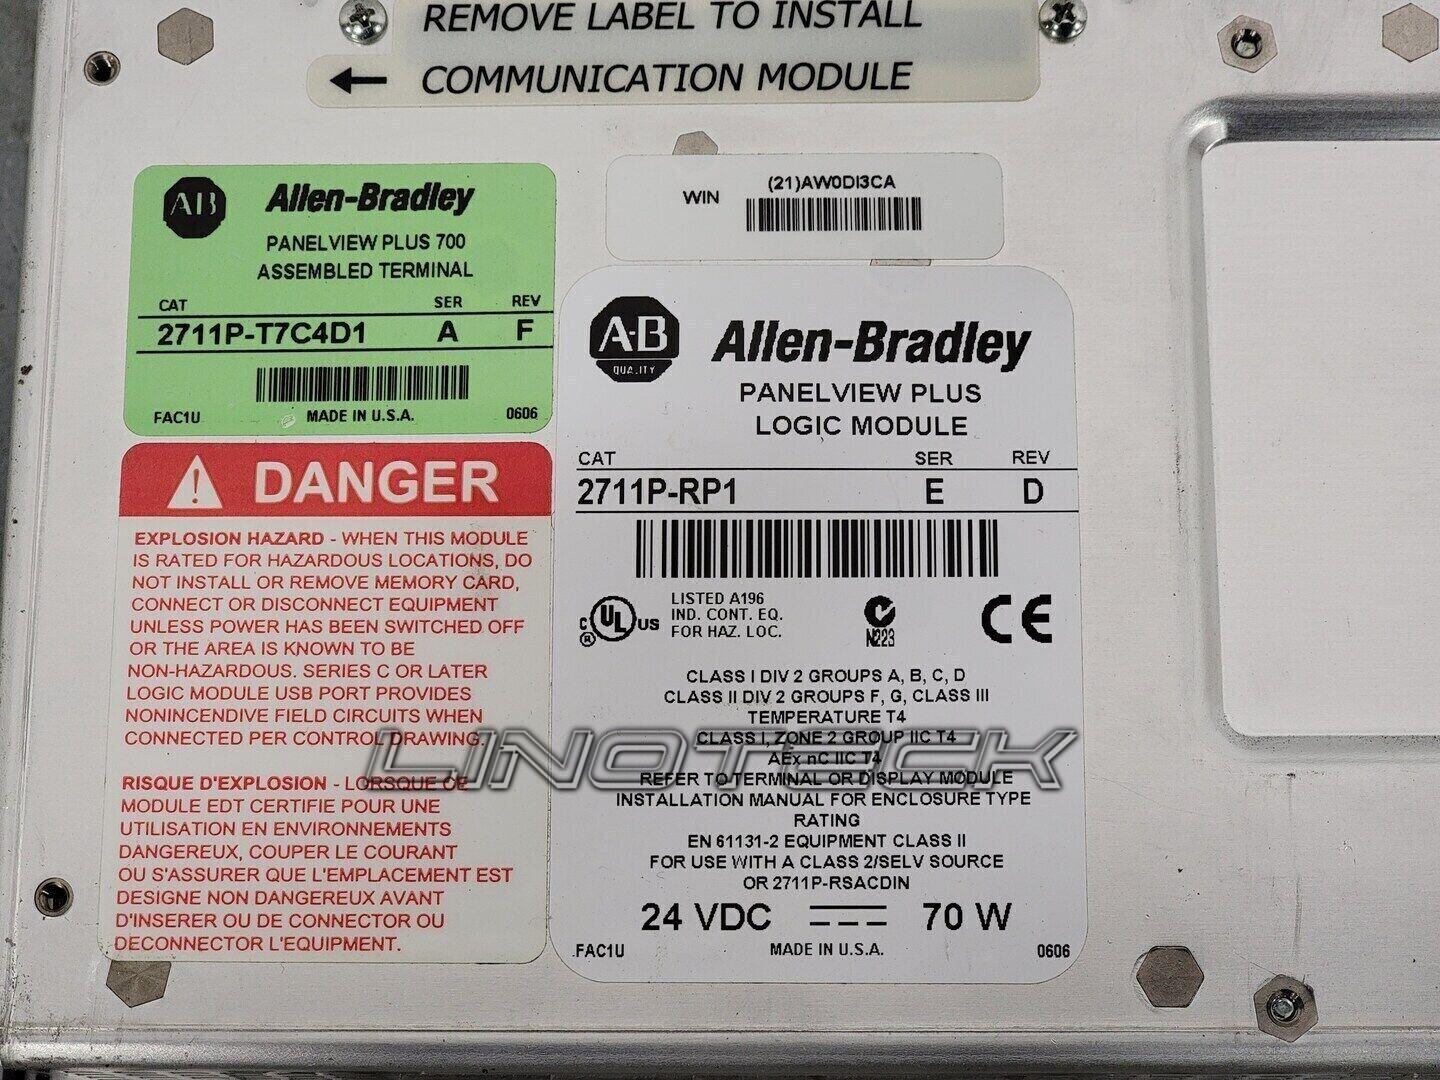 REMOVE LABEL TO INSTALL
← COMMUNICATION MODULE
AB Allen-Bradley
PANELVIEW PLUS 700
ASSEMBLED TERMINAL
CAT SER REV
2711P-T7C4D1 A F
FAC1U MADE IN U.S.A. 0606
DANGER
EXPLOSION HAZARD - WHEN THIS MODULE
IS RATED FOR HAZARDOUS LOCATIONS, DO
NOT INSTALL OR REMOVE MEMORY CARD,
CONNECT OR DISCONNECT EQUIPMENT
UNLESS POWER HAS BEEN SWITCHED OFF
OR THE AREA IS KNOWN TO BE
NON-HAZARDOUS. SERIES C OR LATER
LOGIC MODULE USB PORT PROVIDES
NONINCENDIVE FIELD CIRCUITS WHEN
CONNECTED PER CONTROL DRAWING.
RISQUE D'EXPLOSION - LORSQUE CE
MODULE EDT CERTIFIE POUR UNE
UTILISATION EN ENVIRONNEMENTS
DANGEREUX, COUPER LE COURANT
OU S'ASSURER QUE L'EMPLACEMENT EST
DESIGNE NON DANGEREUX AVANT
D'INSERER OU DE CONNECTOR OU
DECONNECTOR L'EQUIPMENT.
WIN (21)AW0DI3CA
A-B QUALITY Allen-Bradley
PANELVIEW PLUS
LOGIC MODULE
CAT SER REV
2711P-RP1 E D
C UL US ®
LISTED A196
IND. CONT. EQ.
FOR HAZ. LOC.
N223
CE
CLASS I DIV 2 GROUPS A, B, C, D
CLASS II DIV 2 GROUPS F, G, CLASS III
TEMPERATURE T4
CLASS I, ZONE 2 GROUP IIC T4
AEx nC IIC T4
REFER TO TERMINAL OR DISPLAY MODULE
INSTALLATION MANUAL FOR ENCLOSURE TYPE
RATING
EN 61131-2 EQUIPMENT CLASS II
FOR USE WITH A CLASS 2/SELV SOURCE
OR 2711P-RSACDIN
24 VDC 70 W
FAC1U MADE IN U.S.A. 0606
LINOTOCK